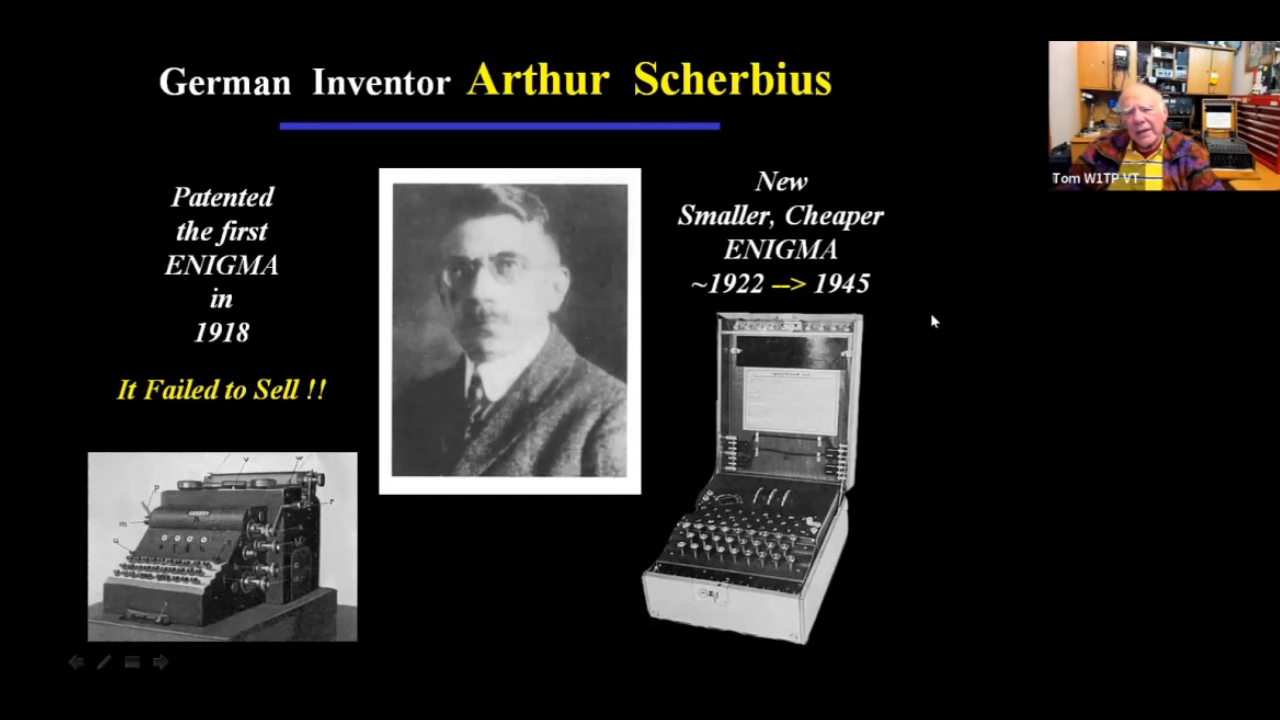 German Inventor Arthur Scherbius
Patented
the first
ENIGMA
in
1918
It Failed to Sell !!
New
Smaller, Cheaper
ENIGMA
~1922 --> 1945
Tom W1TP VT